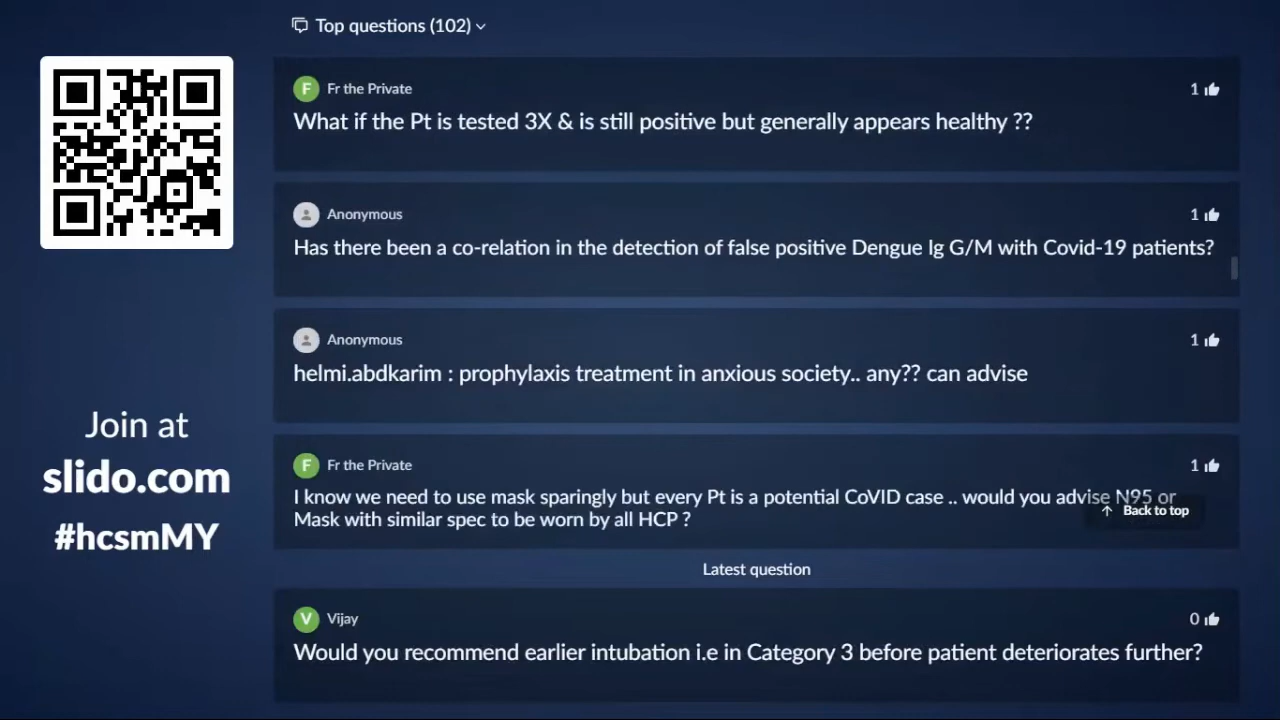 Top questions (102)
F Fr the Private
1
What if the Pt is tested 3X & is still positive but generally appears healthy ??
Anonymous
1
Has there been a co-relation in the detection of false positive Dengue Ig G/M with Covid-19 patients?
Anonymous
1
helmi.abdkarim : prophylaxis treatment in anxious society.. any?? can advise
F Fr the Private
1
I know we need to use mask sparingly but every Pt is a potential CoVID case .. would you advise N95 or
Mask with similar spec to be worn by all HCP ?
↑ Back to top
Latest question
V Vijay
0
Would you recommend earlier intubation i.e in Category 3 before patient deteriorates further?
Join at
slido.com
#hcsmMY